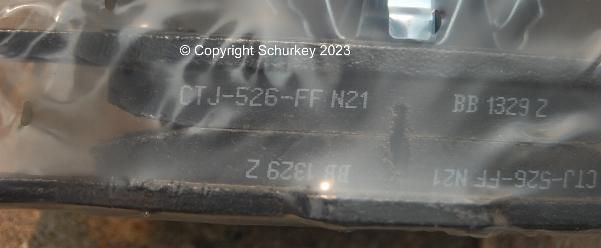 © Copyright Schurkey 2023
CTJ-526-FF N21 BB 1329 Z
BB 1329 Z CTJ-526-FF N21